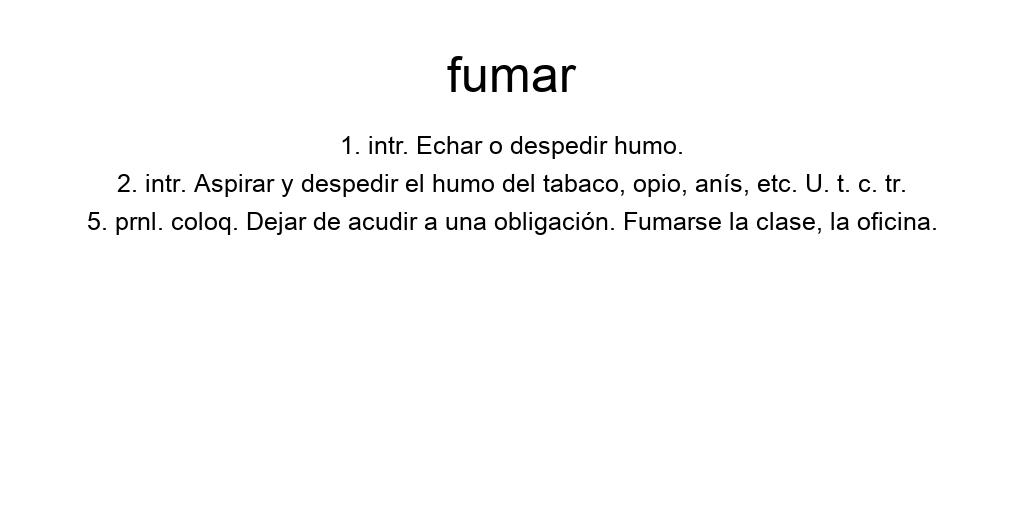 fumar
1. intr. Echar o despedir humo.
2. intr. Aspirar y despedir el humo del tabaco, opio, anís, etc. U. t. c. tr.
5. prnl. coloq. Dejar de acudir a una obligación. Fumarse la clase, la oficina.